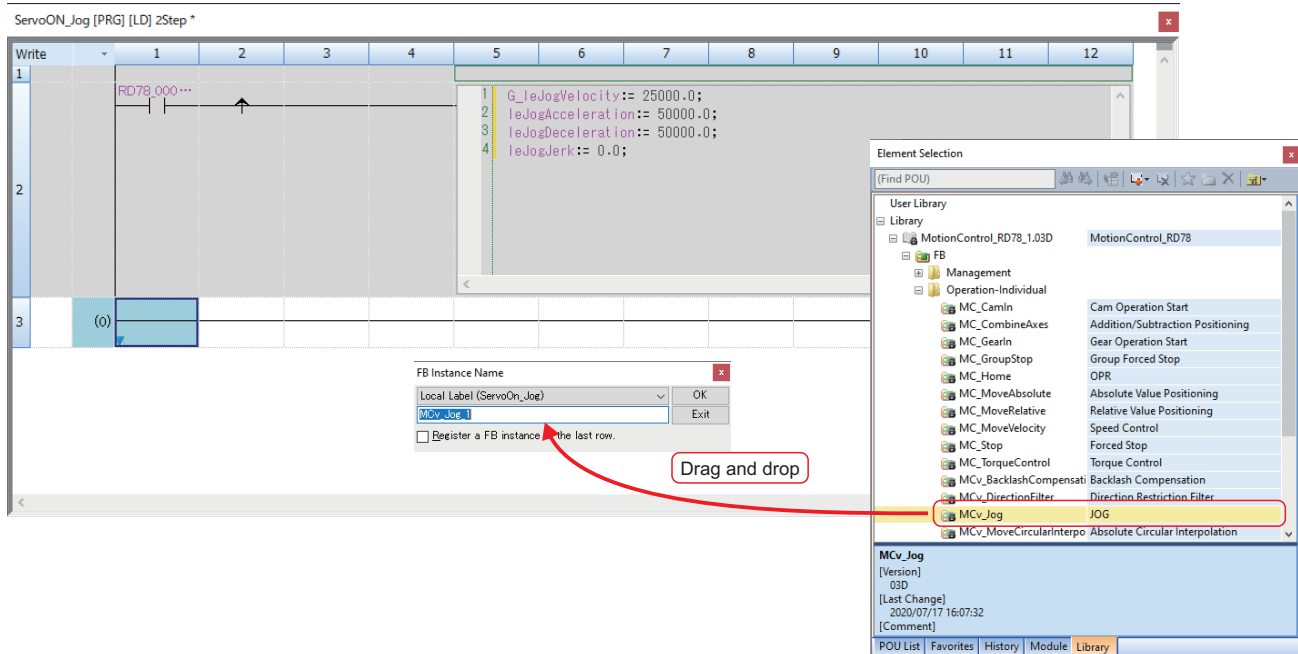 ServoON_Jog [PRG] [LD] 2Step *
Write 1 2 3 4 5 6 7 8 9 10 11 12
1
RD78_000…
1 G_leJogVelocity:= 25000.0;
2 leJogAcceleration:= 50000.0;
3 leJogDeceleration:= 50000.0;
4 leJogJerk:= 0.0;
2
3 (0)
FB Instance Name
Local Label (ServoOn_Jog) OK
MCv_Jog_1 Exit
Register a FB instance the last row.
Drag and drop
Element Selection
(Find POU)
User Library
Library
MotionControl_RD78_1.03D MotionControl_RD78
FB
Management
Operation-Individual
MC_CamIn Cam Operation Start
MC_CombineAxes Addition/Subtraction Positioning
MC_GearIn Gear Operation Start
MC_GroupStop Group Forced Stop
MC_Home OPR
MC_MoveAbsolute Absolute Value Positioning
MC_MoveRelative Relative Value Positioning
MC_MoveVelocity Speed Control
MC_Stop Forced Stop
MC_TorqueControl Torque Control
MCv_BacklashCompensati Backlash Compensation
MCv_DirectionFilter Direction Restriction Filter
MCv_Jog JOG
MCv_MoveCircularInterpo Absolute Circular Interpolation
MCv_Jog
[Version]
03D
[Last Change]
2020/07/17 16:07:32
[Comment]
POU List Favorites History Module Library